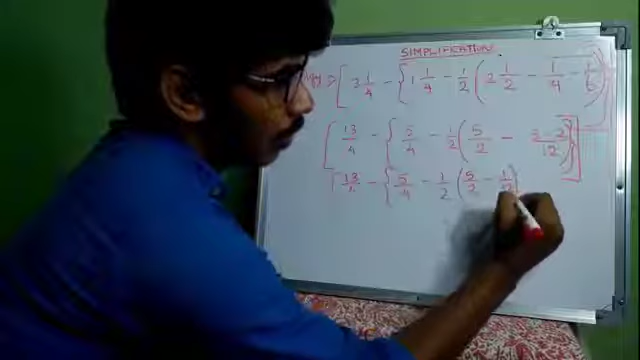 SIMPLIFICATION
[3 1/4 - {1 1/4 - 1/2 (2 1/2 - 1/4 - 1/6)
[13/4 - {5/4 - 1/2 (5/2 - 3-2/12)}]
[13/4 - {5/4 - 1/2 (5/2 - 1/12